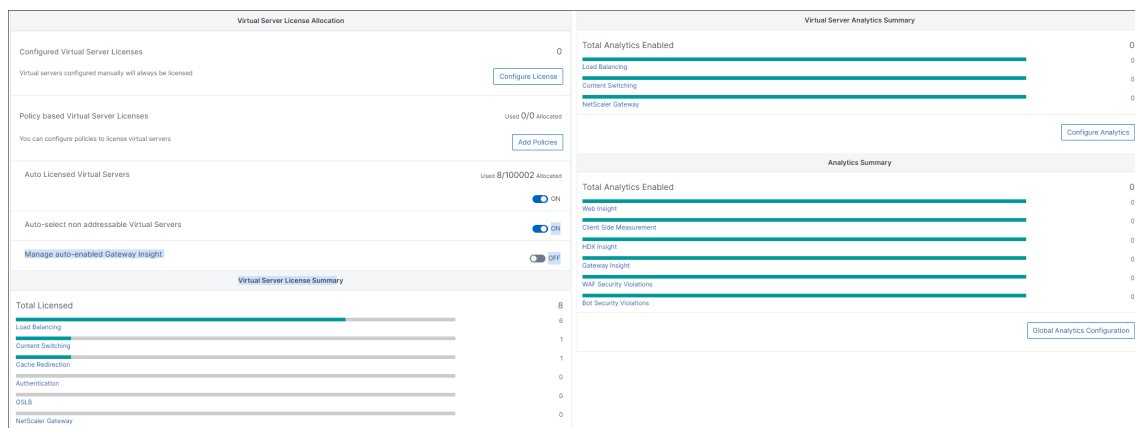 Virtual Server License Allocation
Configured Virtual Server Licenses 0
Virtual servers configured manually will always be licensed
Configure License
Policy based Virtual Server Licenses Used 0/0 Allocated
You can configure policies to license virtual servers
Add Policies
Auto Licensed Virtual Servers Used 8/100002 Allocated
ON
Auto-select non addressable Virtual Servers ON
Manage auto-enabled Gateway Insight OFF
Virtual Server License Summary
Total Licensed 8
6
Load Balancing
1
Content Switching
1
Cache Redirection
0
Authentication
0
GSLB
0
NetScaler Gateway
Virtual Server Analytics Summary
Total Analytics Enabled 0
0
Load Balancing
0
Content Switching
0
NetScaler Gateway
Configure Analytics
Analytics Summary
Total Analytics Enabled 0
0
Web Insight
0
Client Side Measurement
0
HDX Insight
0
Gateway Insight
0
WAF Security Violations
0
Bot Security Violations
Global Analytics Configuration